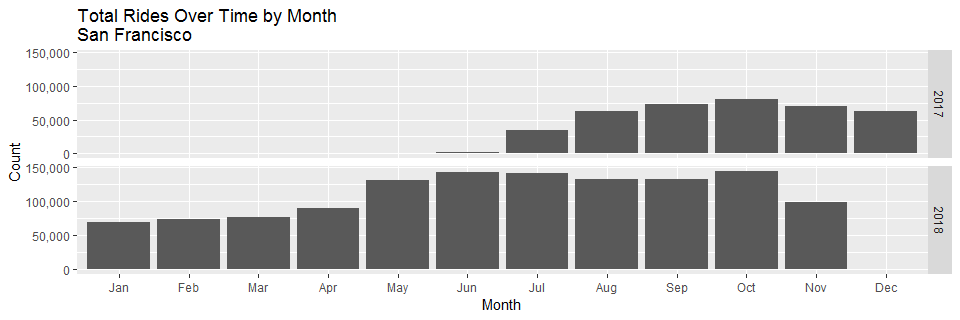 Total Rides Over Time by Month
San Francisco
150,000
100,000
50,000
0
2017
Count
150,000
100,000
50,000
0
2018
Jan Feb Mar Apr May Jun Jul Aug Sep Oct Nov Dec
Month